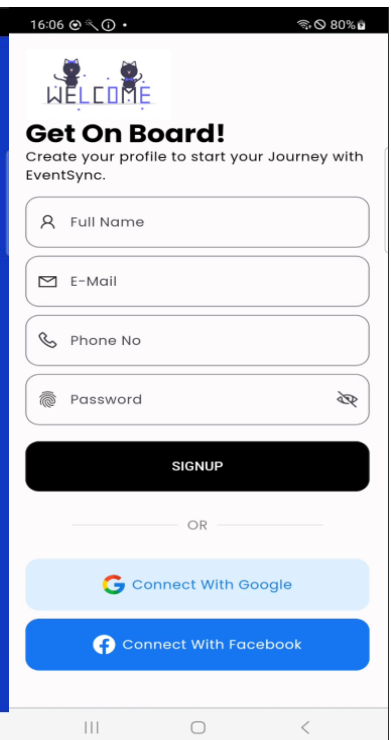 16:06
80%
WELCOME
Get On Board!
Create your profile to start your Journey with
EventSync.
Full Name
E-Mail
Phone No
Password
SIGNUP
OR
Connect With Google
Connect With Facebook